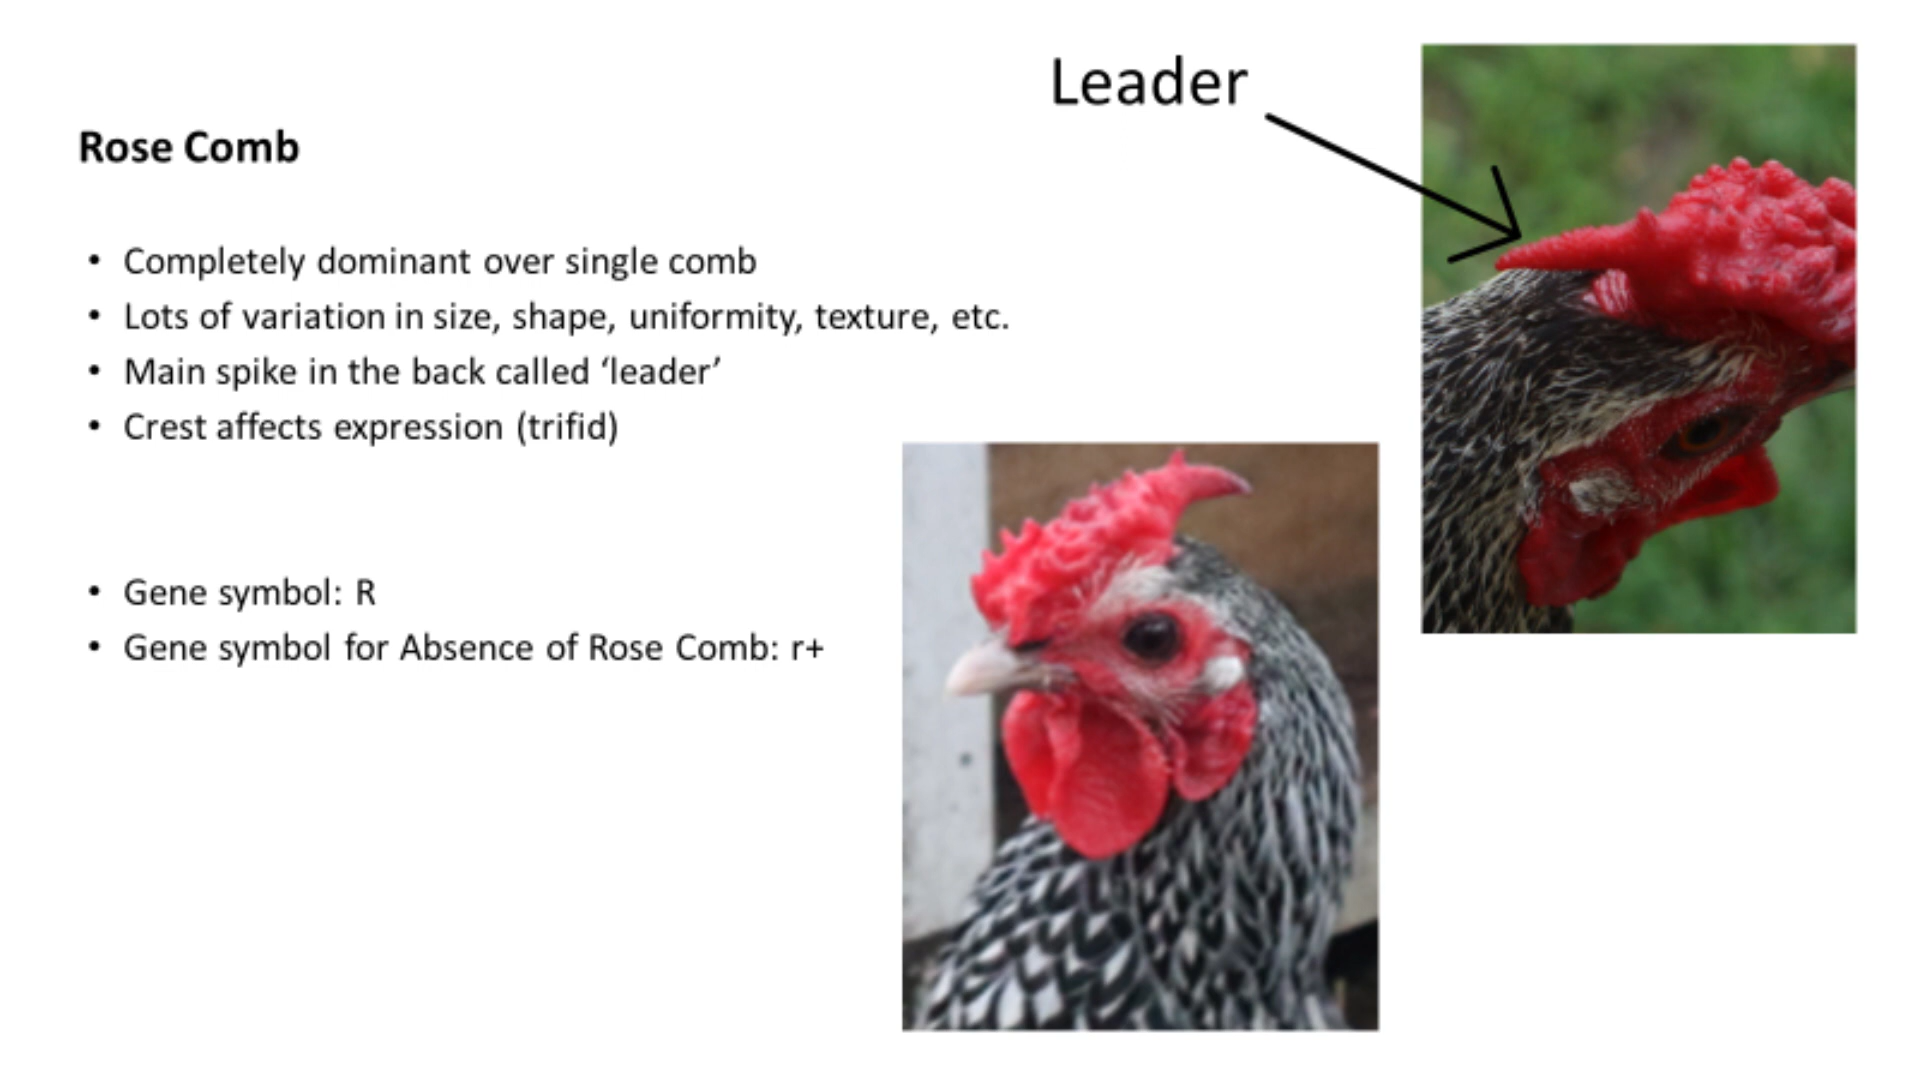 Leader
Rose Comb
• Completely dominant over single comb
• Lots of variation in size, shape, uniformity, texture, etc.
• Main spike in the back called ‘leader’
• Crest affects expression (trifid)
• Gene symbol: R
• Gene symbol for Absence of Rose Comb: r+